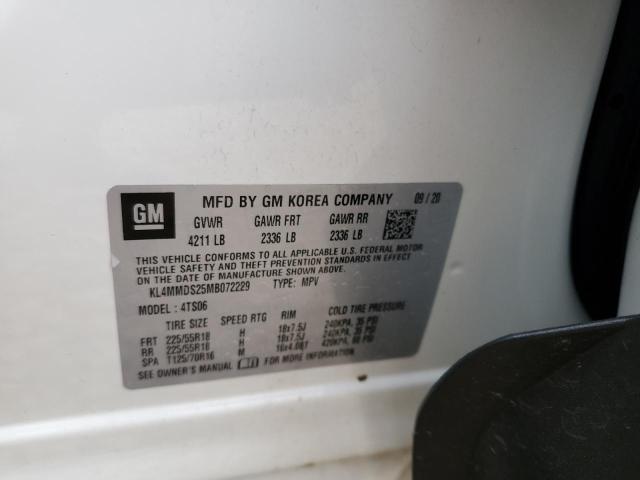 GM
MFD BY GM KOREA COMPANY 09/20
GVWR GAWR FRT GAWR RR
4211 LB 2336 LB 2336 LB
THIS VEHICLE CONFORMS TO ALL APPLICABLE U.S. FEDERAL MOTOR
VEHICLE SAFETY, BUMPER, AND THEFT PREVENTION STANDARDS IN EFFECT
ON THE DATE OF MANUFACTURE SHOWN ABOVE.
KL4MMDS25MB072229 TYPE: MPV
MODEL: 4TS06
TIRE SIZE SPEED RTG RIM COLD TIRE PRESSURE
FRT 225/55R18 H 18x7.5J 240KPA, 35 PSI
RR 225/55R18 H 18x7.5J 240KPA, 35 PSI
SPA T125/70R16 M 16x4.0BT 420KPA, 60 PSI
SEE OWNER'S MANUAL FOR MORE INFORMATION.